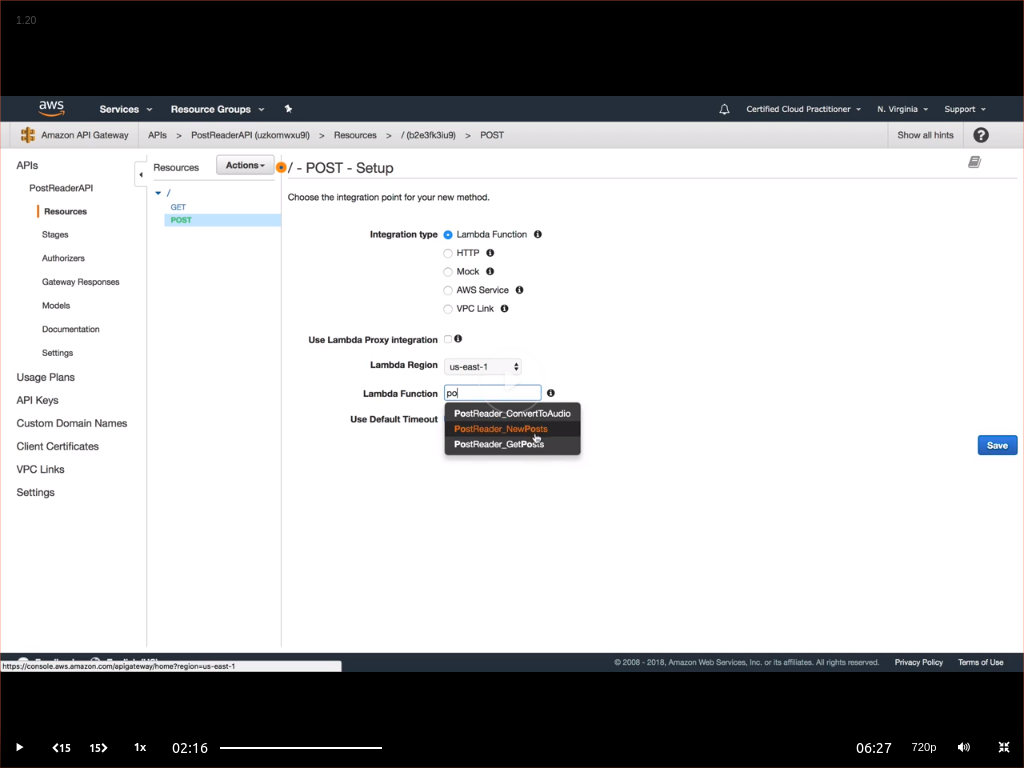 1.20
aws Services Resource Groups Certified Cloud Practitioner N. Virginia Support
Amazon API Gateway APIs > PostReaderAPI (uzkomwxu9l) > Resources > / (b2e3fk3iu9) > POST Show all hints ?
APIs
PostReaderAPI
Resources
Stages
Authorizers
Gateway Responses
Models
Documentation
Settings
Usage Plans
API Keys
Custom Domain Names
Client Certificates
VPC Links
Settings
Resources Actions
/
GET
POST
/ - POST - Setup
Choose the integration point for your new method.
Integration type Lambda Function
HTTP
Mock
AWS Service
VPC Link
Use Lambda Proxy integration
Lambda Region us-east-1
Lambda Function po
Use Default Timeout
PostReader_ConvertToAudio
PostReader_NewPosts
PostReader_GetPosts
Save
https://console.aws.amazon.com/apigateway/home?region=us-east-1
© 2008 - 2018, Amazon Web Services, Inc. or its affiliates. All rights reserved. Privacy Policy Terms of Use
15 15 1x 02:16 06:27 720p